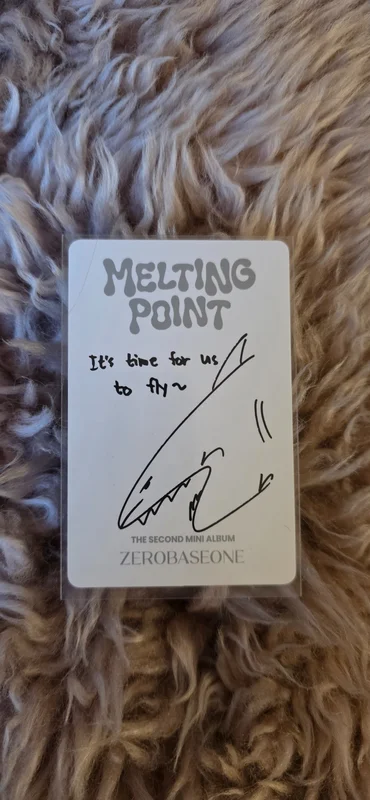 MELTING
POINT
It's time for us
to fly~
THE SECOND MINI ALBUM
ZEROBASEONE